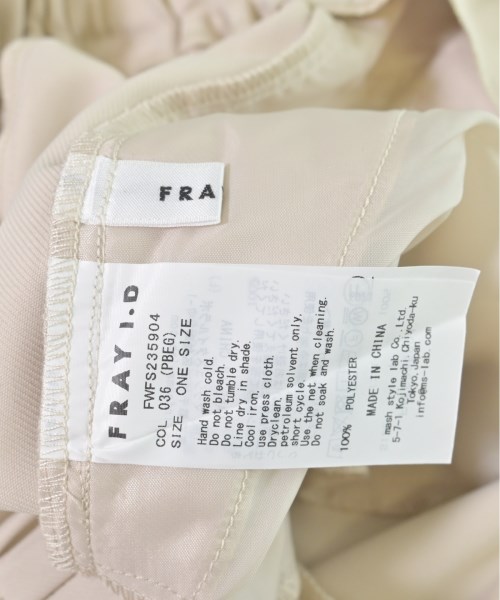 FRA
FRAY I.D
FWFS235904
COL 036 (PBEG)
SIZE ONE SIZE
Hand wash cold.
Do not bleach.
Do not tumble dry.
Line dry in shade.
Cool iron.
use press cloth.
Dryclean.
petroleum solvent only.
short cycle.
Use the net when cleaning.
Do not soak and wash.
100% POLYESTER
MADE IN CHINA
mash style lab Co.,Ltd.
5-7-1 Kojimachi Chiyoda-ku
Tokyo Japan
info@ms-lab.com